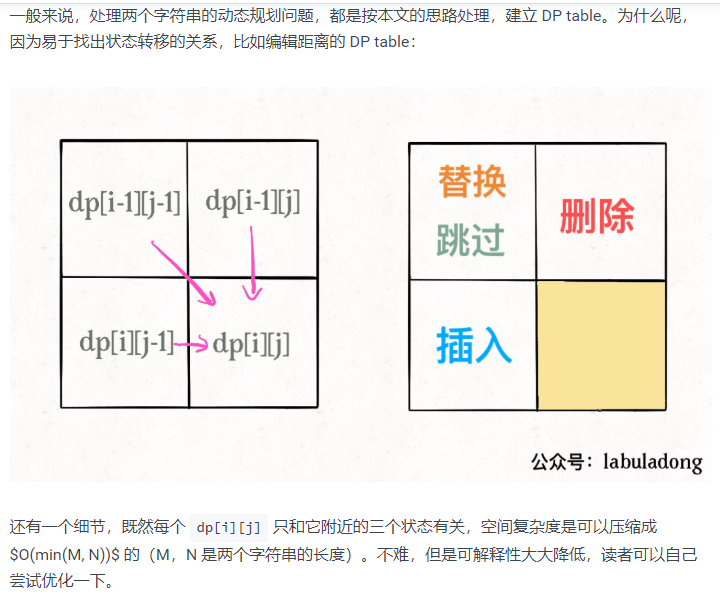 一般来说，处理两个字符串的动态规划问题，都是按本文的思路处理，建立 DP table。为什么呢，
因为易于找出状态转移的关系，比如编辑距离的 DP table：
dp[i-1][j-1]
dp[i-1][j]
替换
跳过
删除
dp[i][j-1]
dp[i][j]
插入
公众号：labuladong
还有一个细节，既然每个 dp[i][j] 只和它附近的三个状态有关，空间复杂度是可以压缩成
$O(min(M, N))$ 的（M，N 是两个字符串的长度）。不难，但是可解释性大大降低，读者可以自己
尝试优化一下。